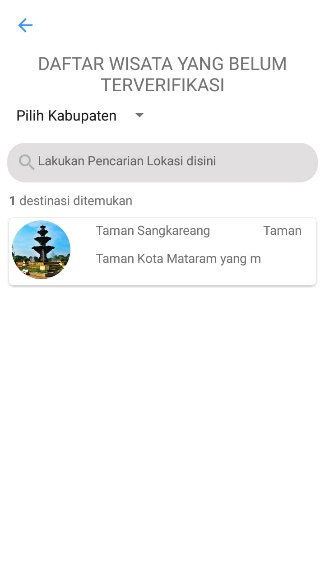 DAFTAR WISATA YANG BELUM
TERVERIFIKASI
Pilih Kabupaten
Lakukan Pencarian Lokasi disini
1 destinasi ditemukan
Taman Sangkareang Taman
Taman Kota Mataram yang m